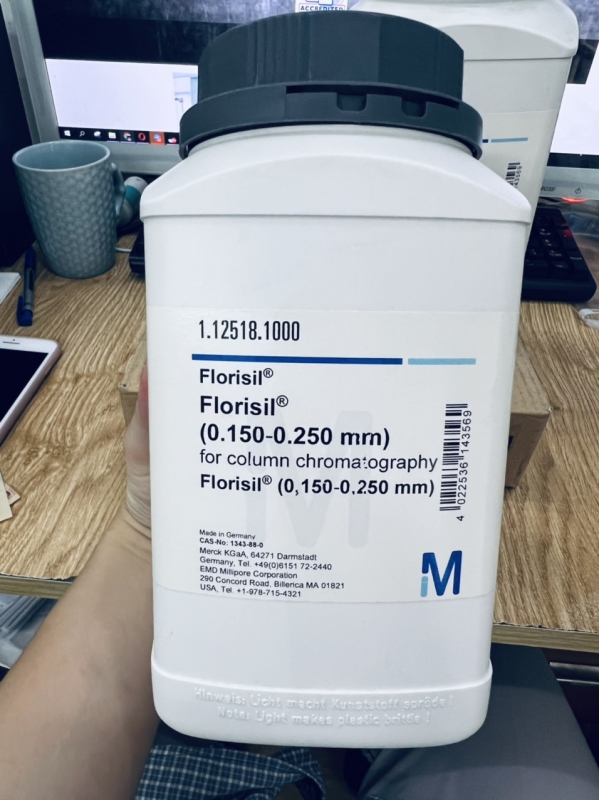 ACCREDITED
1.12518.1000
Florisil®
Florisil®
(0.150-0.250 mm)
for column chromatography
Florisil® (0,150-0,250 mm)
4 022536 143569
Made in Germany
CAS-No: 1343-88-0
Merck KGaA, 64271 Darmstadt
Germany, Tel. +49(0)6151 72-2440
EMD Millipore Corporation
290 Concord Road, Billerica MA 01821
USA, Tel. +1-978-715-4321
M
Hinweis: Licht macht Kunststoff spröde!
Note: Light makes plastic brittle!